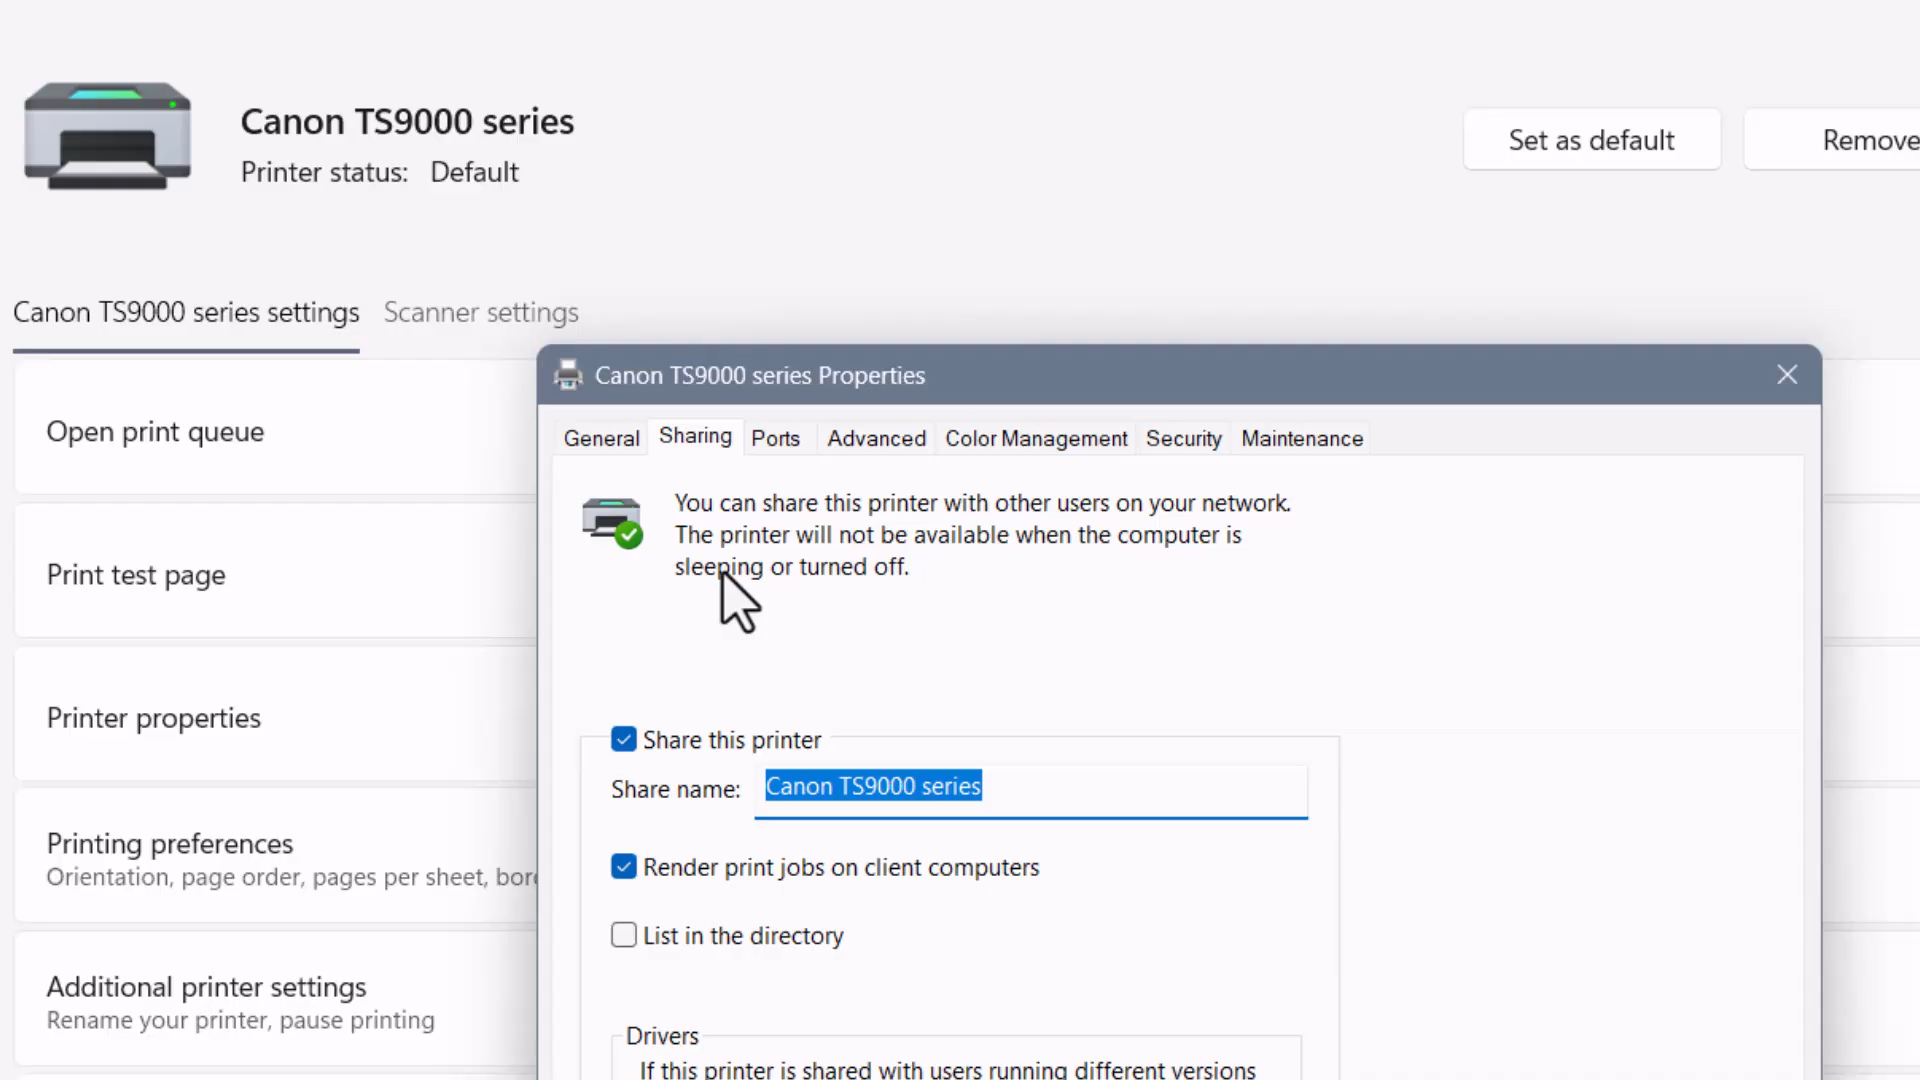 Canon TS9000 series
Printer status: Default
Set as default
Remove
Canon TS9000 series settings
Scanner settings
Open print queue
Print test page
Printer properties
Printing preferences
Orientation, page order, pages per sheet, bor
Additional printer settings
Rename your printer, pause printing
Canon TS9000 series Properties
General
Sharing
Ports
Advanced
Color Management
Security
Maintenance
You can share this printer with other users on your network.
The printer will not be available when the computer is
sleeping or turned off.
Share this printer
Share name: Canon TS9000 series
Render print jobs on client computers
List in the directory
Drivers
If this printer is shared with users running different versions